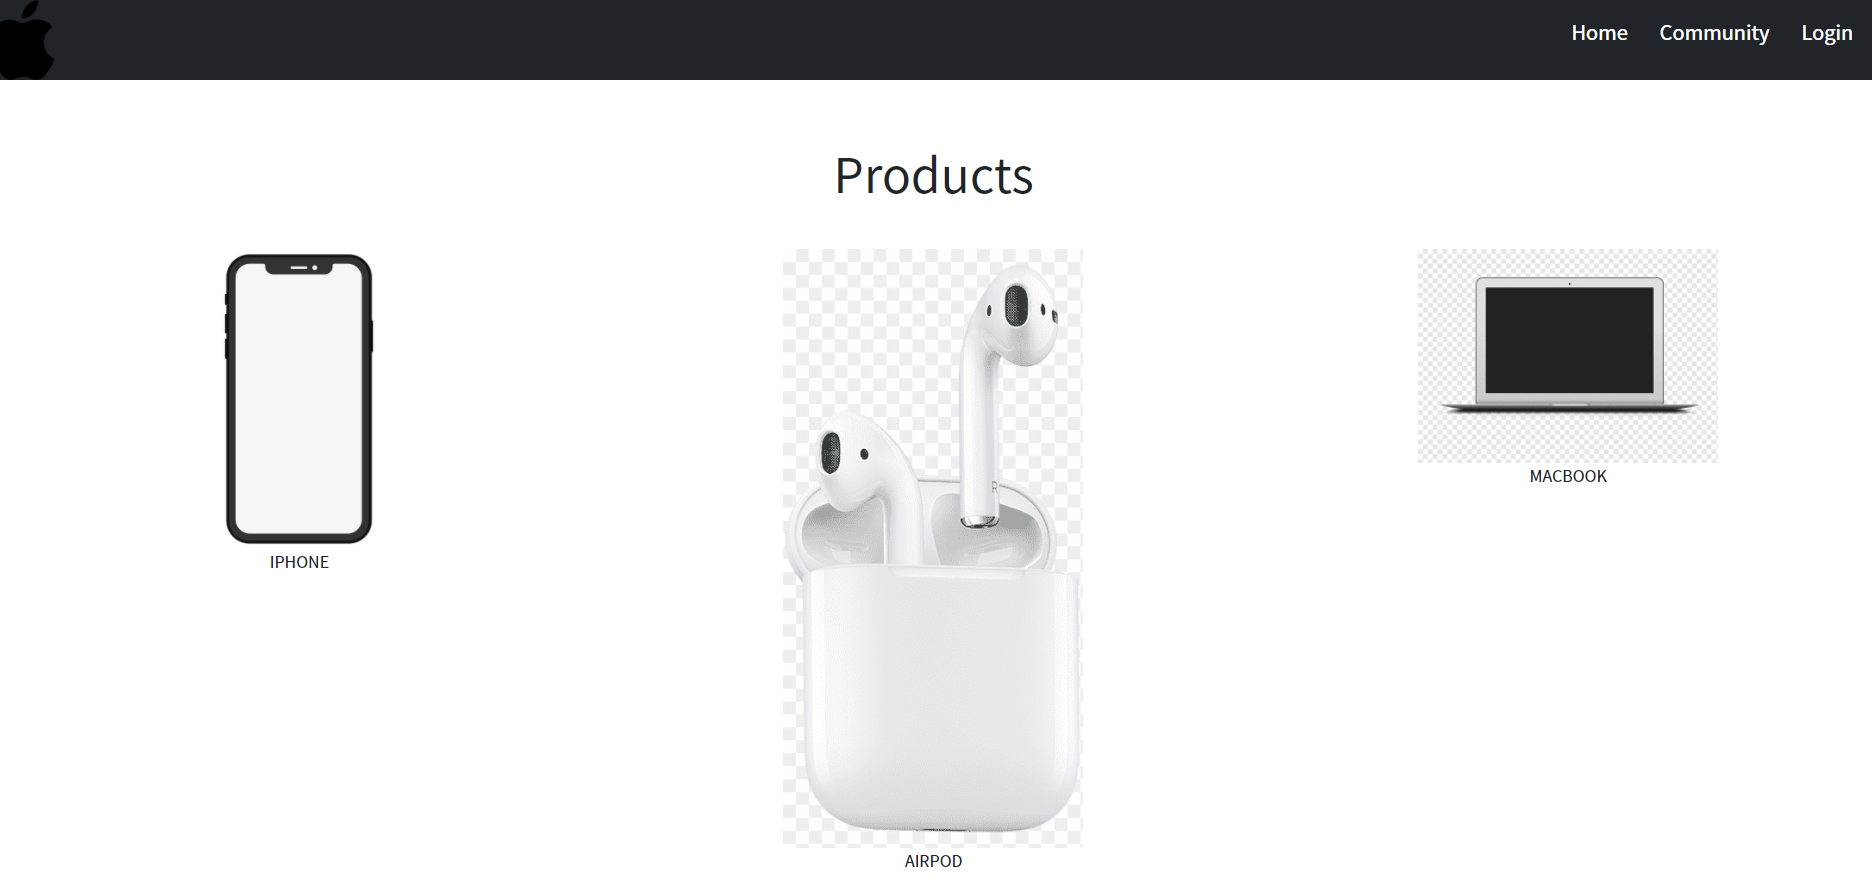 Home Community Login
Products
IPHONE
AIRPOD
MACBOOK
R